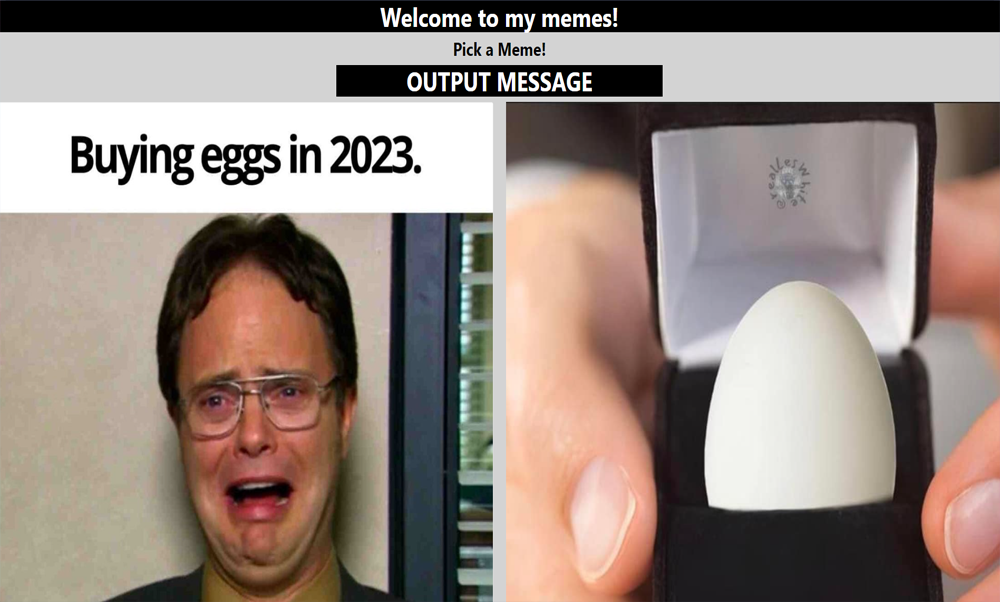 Welcome to my memes!
Pick a Meme!
OUTPUT MESSAGE
Buying eggs in 2023.